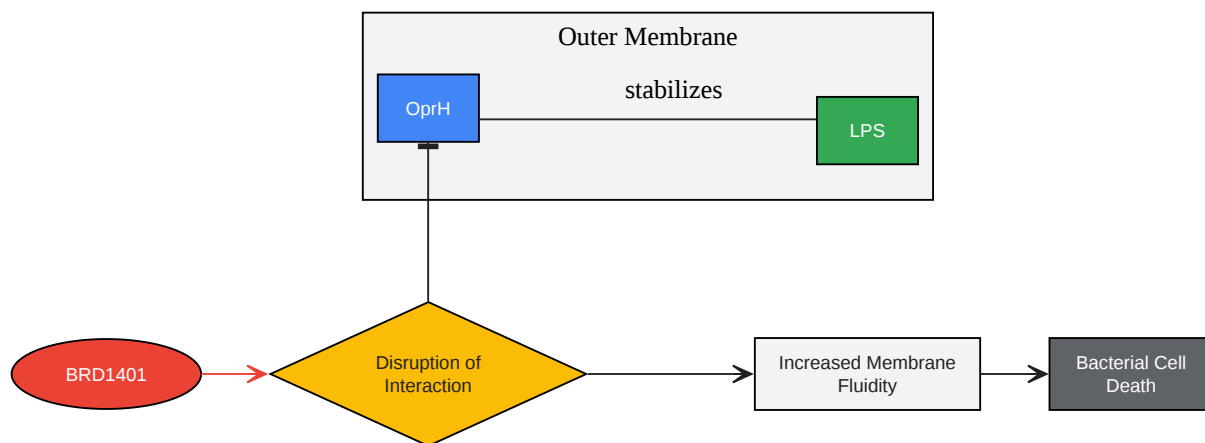 Outer Membrane
stabilizes
OprH
LPS
BRD1401
Disruption of
Interaction
Increased Membrane
Fluidity
Bacterial Cell
Death